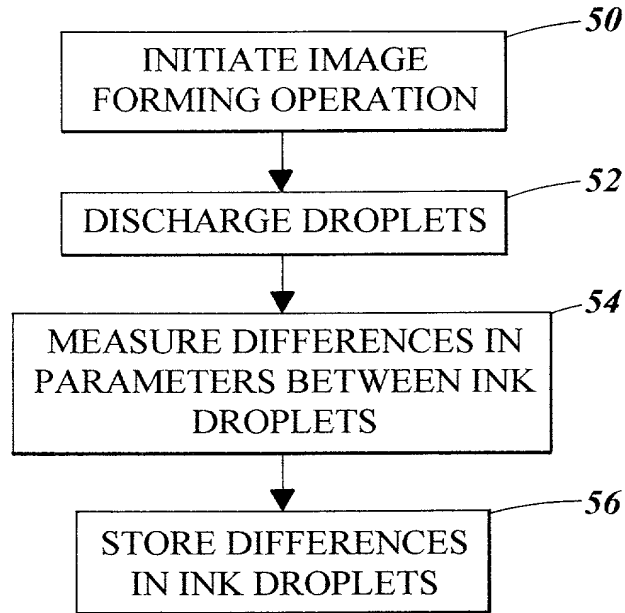 50
INITIATE IMAGE
FORMING OPERATION
52
DISCHARGE DROPLETS
54
MEASURE DIFFERENCES IN
PARAMETERS BETWEEN INK
DROPLETS
56
STORE DIFFERENCES
IN INK DROPLETS